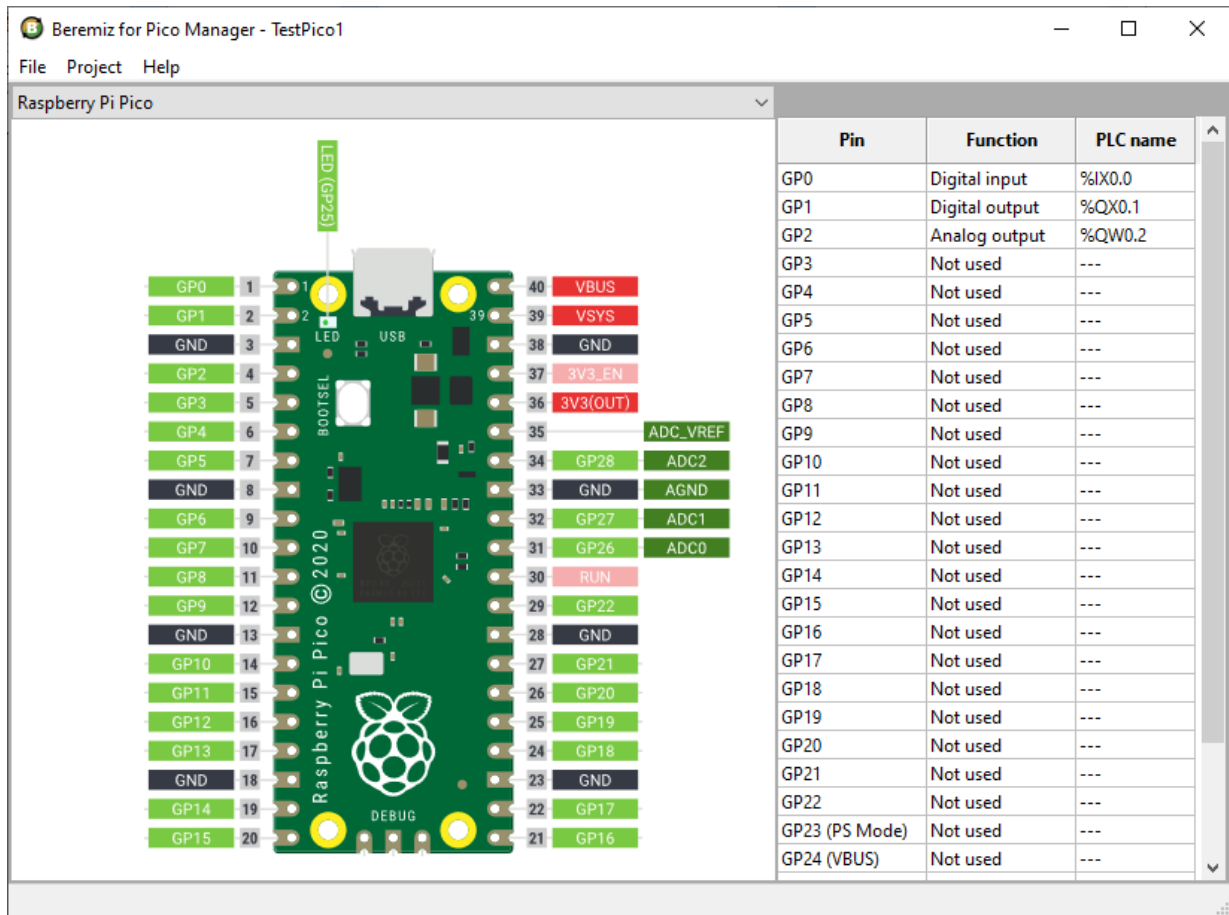 Beremiz for Pico Manager - TestPico1
File Project Help
Raspberry Pi Pico
LED (GP25)
GP0 1 1 40 VBUS
GP1 2 2 39 39 VSYS
LED USB
GND 3 38 GND
GP2 4 37 3V3_EN
GP3 5 36 3V3(OUT)
BOOTSEL
GP4 6 35 ADC_VREF
GP5 7 34 GP28 ADC2
GND 8 33 GND AGND
GP6 9 32 GP27 ADC1
GP7 10 31 GP26 ADC0
GP8 11 30 RUN
GP9 12 29 GP22
GND 13 28 GND
GP10 14 27 GP21
GP11 15 26 GP20
GP12 16 25 GP19
GP13 17 24 GP18
GND 18 23 GND
GP14 19 22 GP17
GP15 20 21 GP16
Raspberry Pi Pico ©2020
DEBUG
Pin Function PLC name
GP0 Digital input %IX0.0
GP1 Digital output %QX0.1
GP2 Analog output %QW0.2
GP3 Not used ---
GP4 Not used ---
GP5 Not used ---
GP6 Not used ---
GP7 Not used ---
GP8 Not used ---
GP9 Not used ---
GP10 Not used ---
GP11 Not used ---
GP12 Not used ---
GP13 Not used ---
GP14 Not used ---
GP15 Not used ---
GP16 Not used ---
GP17 Not used ---
GP18 Not used ---
GP19 Not used ---
GP20 Not used ---
GP21 Not used ---
GP22 Not used ---
GP23 (PS Mode) Not used ---
GP24 (VBUS) Not used ---